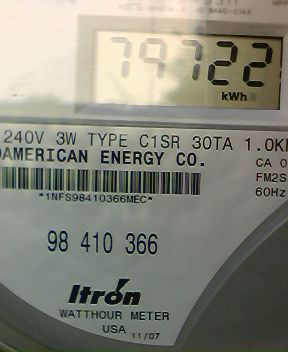 79722
kWh
240V 3W TYPE C1SR 30TA 1.0K
AMERICAN ENERGY CO.
CA 0
*1NFS98410366MEC*
FM2S
60Hz
98 410 366
Itron
WATTHOUR METER
USA 11/07